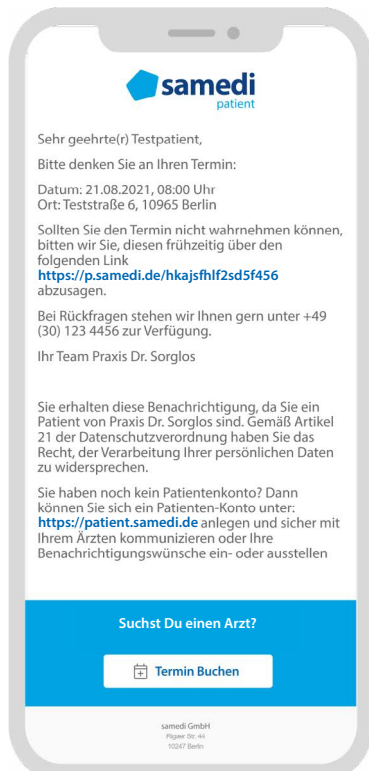 samedi
patient
Sehr geehrte(r) Testpatient,
Bitte denken Sie an Ihren Termin:
Datum: 21.08.2021, 08:00 Uhr
Ort: Teststraße 6, 10965 Berlin
Sollten Sie den Termin nicht wahrnehmen können,
bitten wir Sie, diesen frühzeitig über den
folgenden Link
https://p.samedi.de/hkajsfhlf2sd5f456
abzusagen.
Bei Rückfragen stehen wir Ihnen gern unter +49
(30) 123 4456 zur Verfügung.
Ihr Team Praxis Dr. Sorglos
Sie erhalten diese Benachrichtigung, da Sie ein
Patient von Praxis Dr. Sorglos sind. Gemäß Artikel
21 der Datenschutzverordnung haben Sie das
Recht, der Verarbeitung Ihrer persönlichen Daten
zu widersprechen.
Sie haben noch kein Patientenkonto? Dann
können Sie sich ein Patienten-Konto unter:
https://patient.samedi.de anlegen und sicher mit
Ihrem Ärzten kommunizieren oder Ihre
Benachrichtigungswünsche ein- oder ausstellen
Suchst Du einen Arzt?
Termin Buchen
samedi GmbH
Str. 44
10247 Berlin